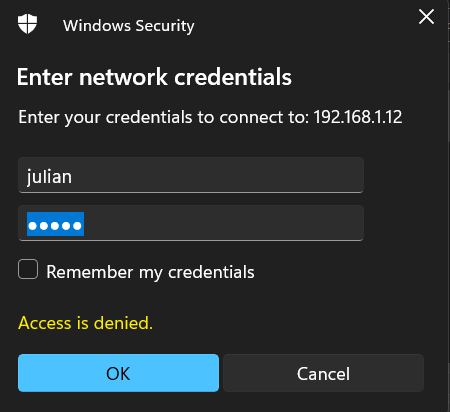 Windows Security
Enter network credentials
Enter your credentials to connect to: 192.168.1.12
julian
●●●●●
Remember my credentials
Access is denied.
OK
Cancel